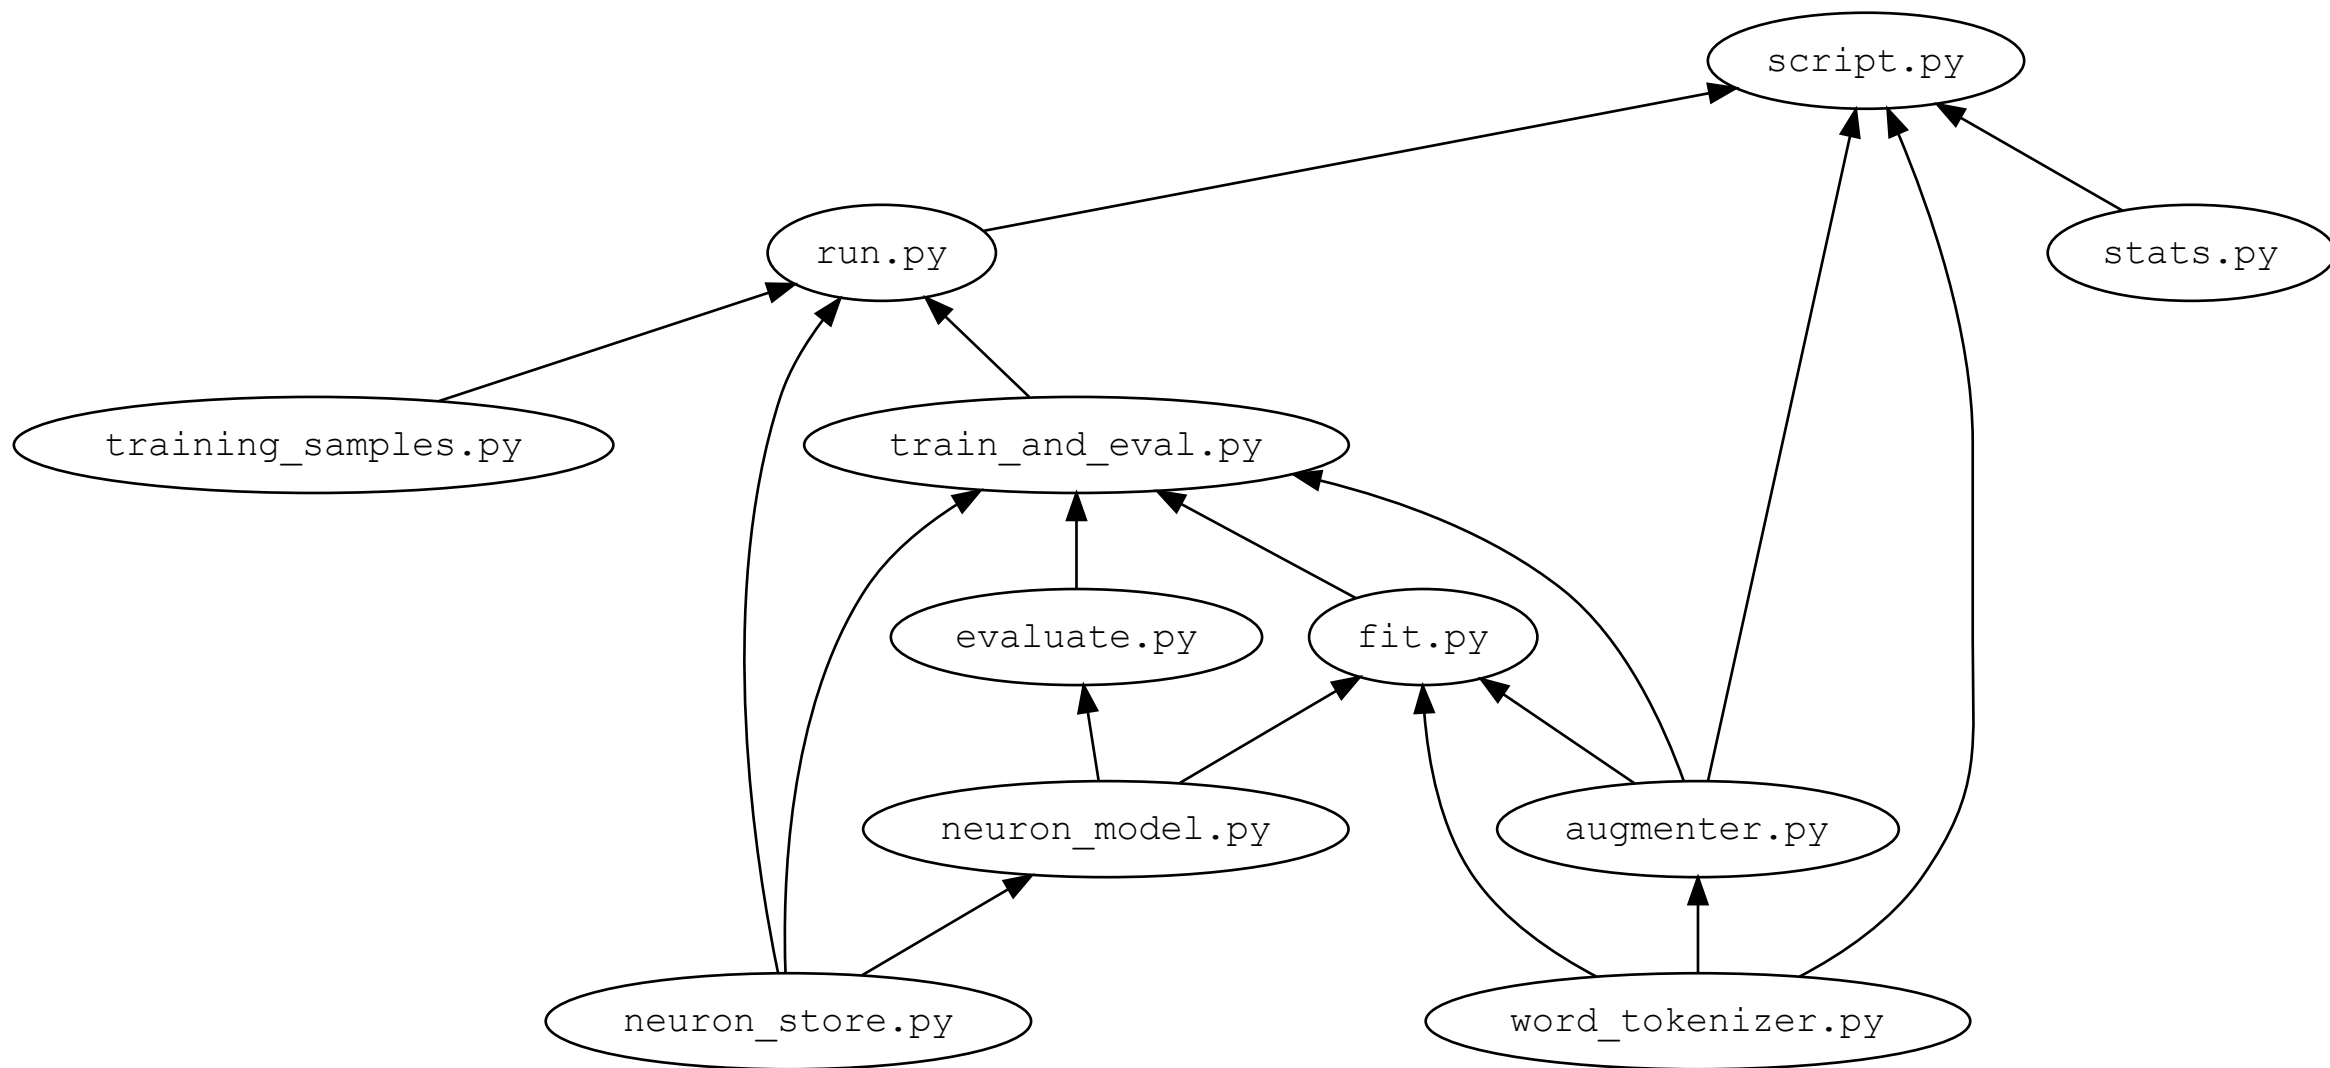 script.py
run.py
stats.py
training_samples.py
train_and_eval.py
evaluate.py
fit.py
neuron_model.py
augmenter.py
neuron_store.py
word_tokenizer.py